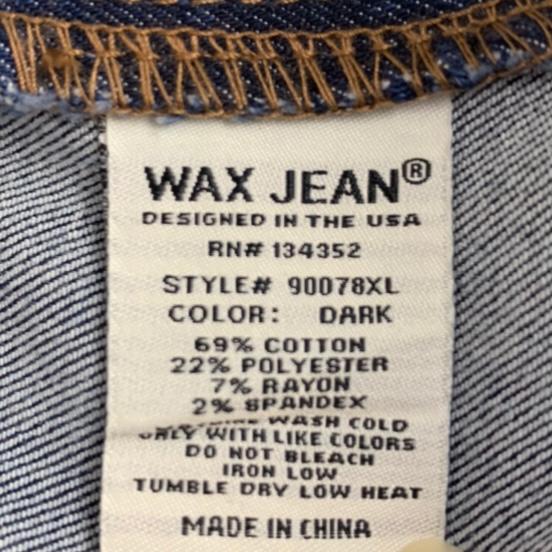 WAX JEAN®
DESIGNED IN THE USA
RN# 134352
STYLE# 90078XL
COLOR: DARK
69% COTTON
22% POLYESTER
7% RAYON
2% SPANDEX
WASH COLD
ONLY WITH LIKE COLORS
DO NOT BLEACH
IRON LOW
TUMBLE DRY LOW HEAT
MADE IN CHINA